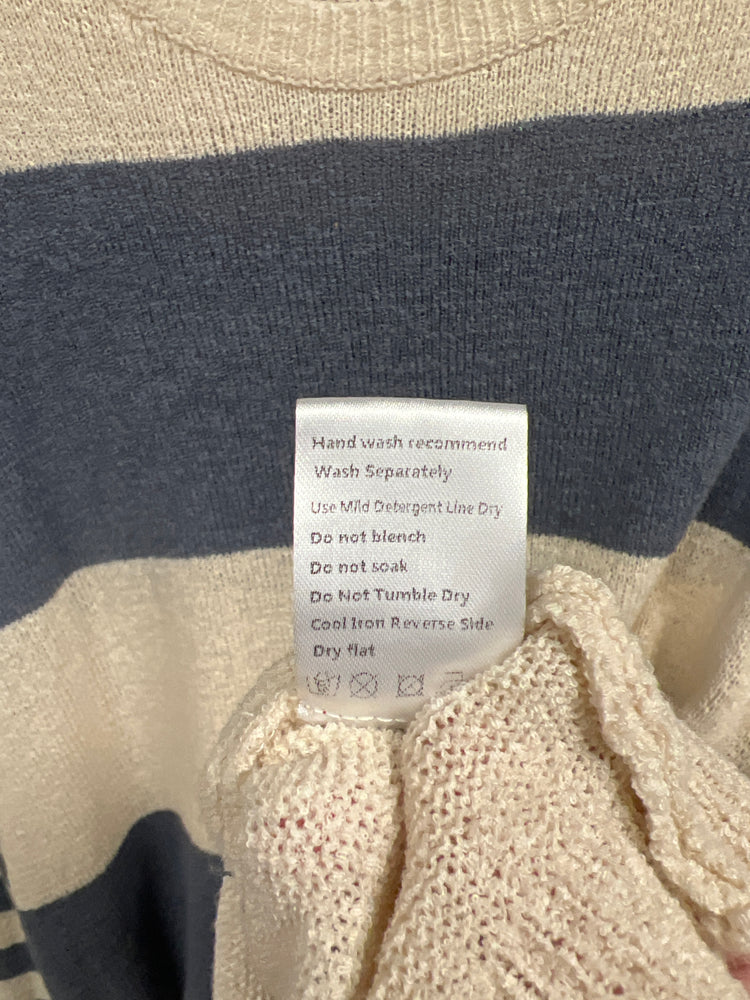 Hand wash recommend
Wash Separately
Use Mild Detergent Line Dry
Do not blench
Do not soak
Do Not Tumble Dry
Cool Iron Reverse Side
Dry flat